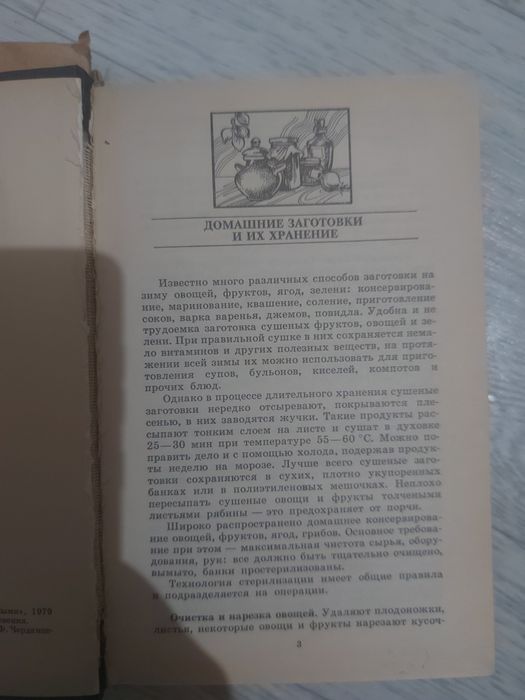 ДОМАШНИЕ ЗАГОТОВКИ
И ИХ ХРАНЕНИЕ
Известно много различных способов заготовки на
зиму овощей, фруктов, ягод, зелени: консервирова-
ние, маринование, квашение, соление, приготовление
соков, варка варенья, джемов, повидла. Удобна и не
трудоемка заготовка сушеных фруктов, овощей и зе-
лени. При правильной сушке в них сохраняется нема-
ло витаминов и других полезных веществ, на протя-
жении всей зимы их можно использовать для приго-
товления супов, бульонов, киселей, компотов и
прочих блюд.
Однако в процессе длительного хранения сушеные
заготовки нередко отсыревают, покрываются пле-
сенью, в них заводятся жучки. Такие продукты рас-
сыпают тонким слоем на листе и сушат в духовке
25—30 мин при температуре 55—60 °С. Можно по-
править дело и с помощью холода, подержав продук-
ты неделю на морозе. Лучше всего сушеные заго-
товки сохраняются в сухих, плотно укупоренных
банках или в полиэтиленовых мешочках. Неплохо
пересыпать сушеные овощи и фрукты толчеными
листьями рябины — это предохраняет от порчи.
Широко распространено домашнее консервирова-
ние овощей, фруктов, ягод, грибов. Основное требова-
ние при этом — максимальная чистота сырья, обору-
дования, рук: все должно быть тщательно очищено,
вымыто, банки простерилизованы.
Технология стерилизации имеет общие правила
и подразделяется на операции.
Очистка и нарезка овощей. Удаляют плодоножки,
листья, некоторые овощи и фрукты нарезают кусоч-
3
1979